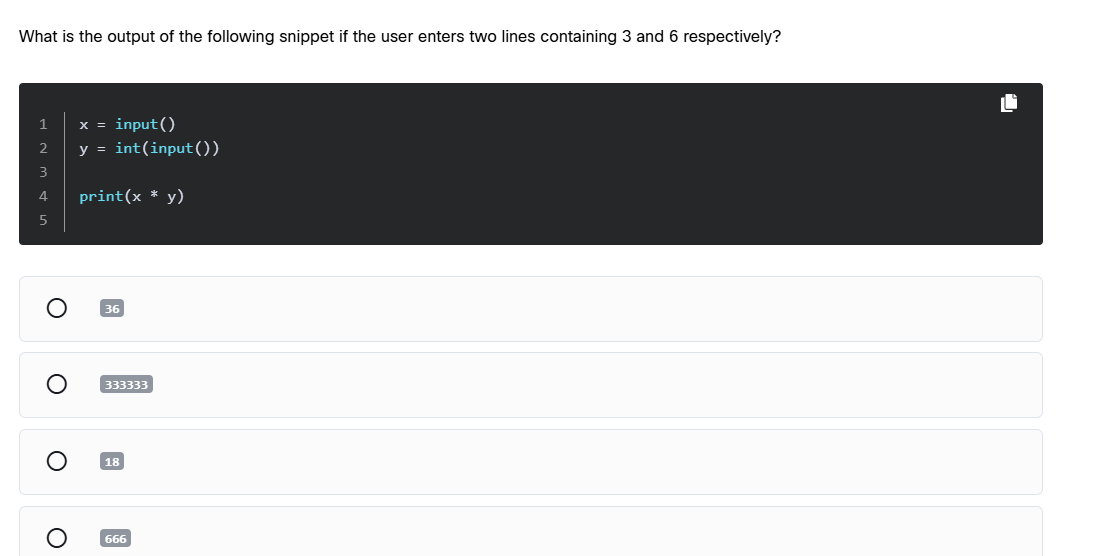 What is the output of the following snippet if the user enters two lines containing 3 and 6 respectively?
1 x = input()
2 y = int(input())
3
4 print(x * y)
5
36
333333
18
666